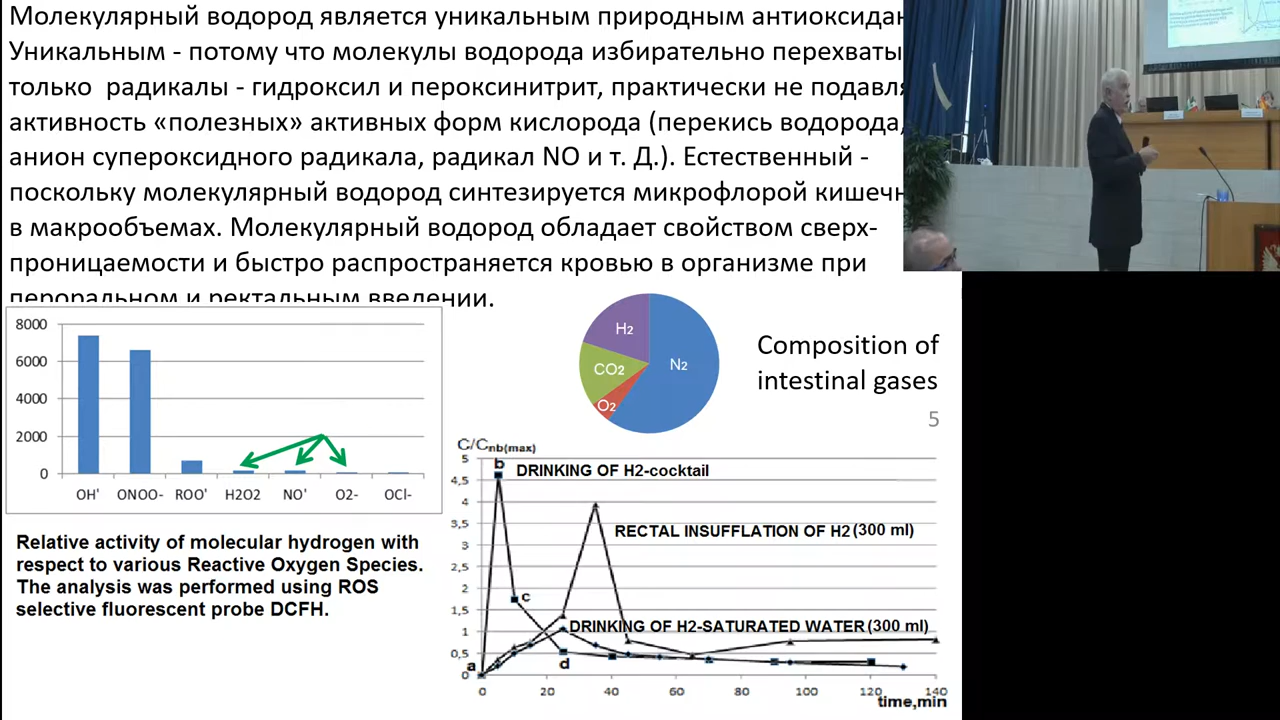 Молекулярный водород является уникальным природным
Уникальным - потому что молекулы водорода избирательно
только радикалы - гидроксил и пероксинитрит, практически не
активность «полезных» активных форм кислорода (перекись водорода,
анион супероксидного радикала, радикал NO и т. Д.). Естественный -
поскольку молекулярный водород синтезируется микрофлорой
в макрообъемах. Молекулярный водород обладает свойством сверх-
проницаемости и быстро распространяется кровью в организме при
пероральном и ректальным введении.
8000
6000
4000
2000
0
OH' ONOO- ROO' H2O2 NO' O2- OCl-
Relative activity of molecular hydrogen with
respect to various Reactive Oxygen Species.
The analysis was performed using ROS
selective fluorescent probe DCFH.
H2
N2
CO2
O2
Composition of
intestinal gases
5
C/Cnb(max)
5
4,5
4
3,5
3
2,5
2
1,5
1
0,5
0
b
DRINKING OF H2-cocktail
RECTAL INSUFFLATION OF H2 (300 ml)
c
DRINKING OF H2-SATURATED WATER (300 ml)
d
a
0 20 40 60 80 100 120 140
time,min